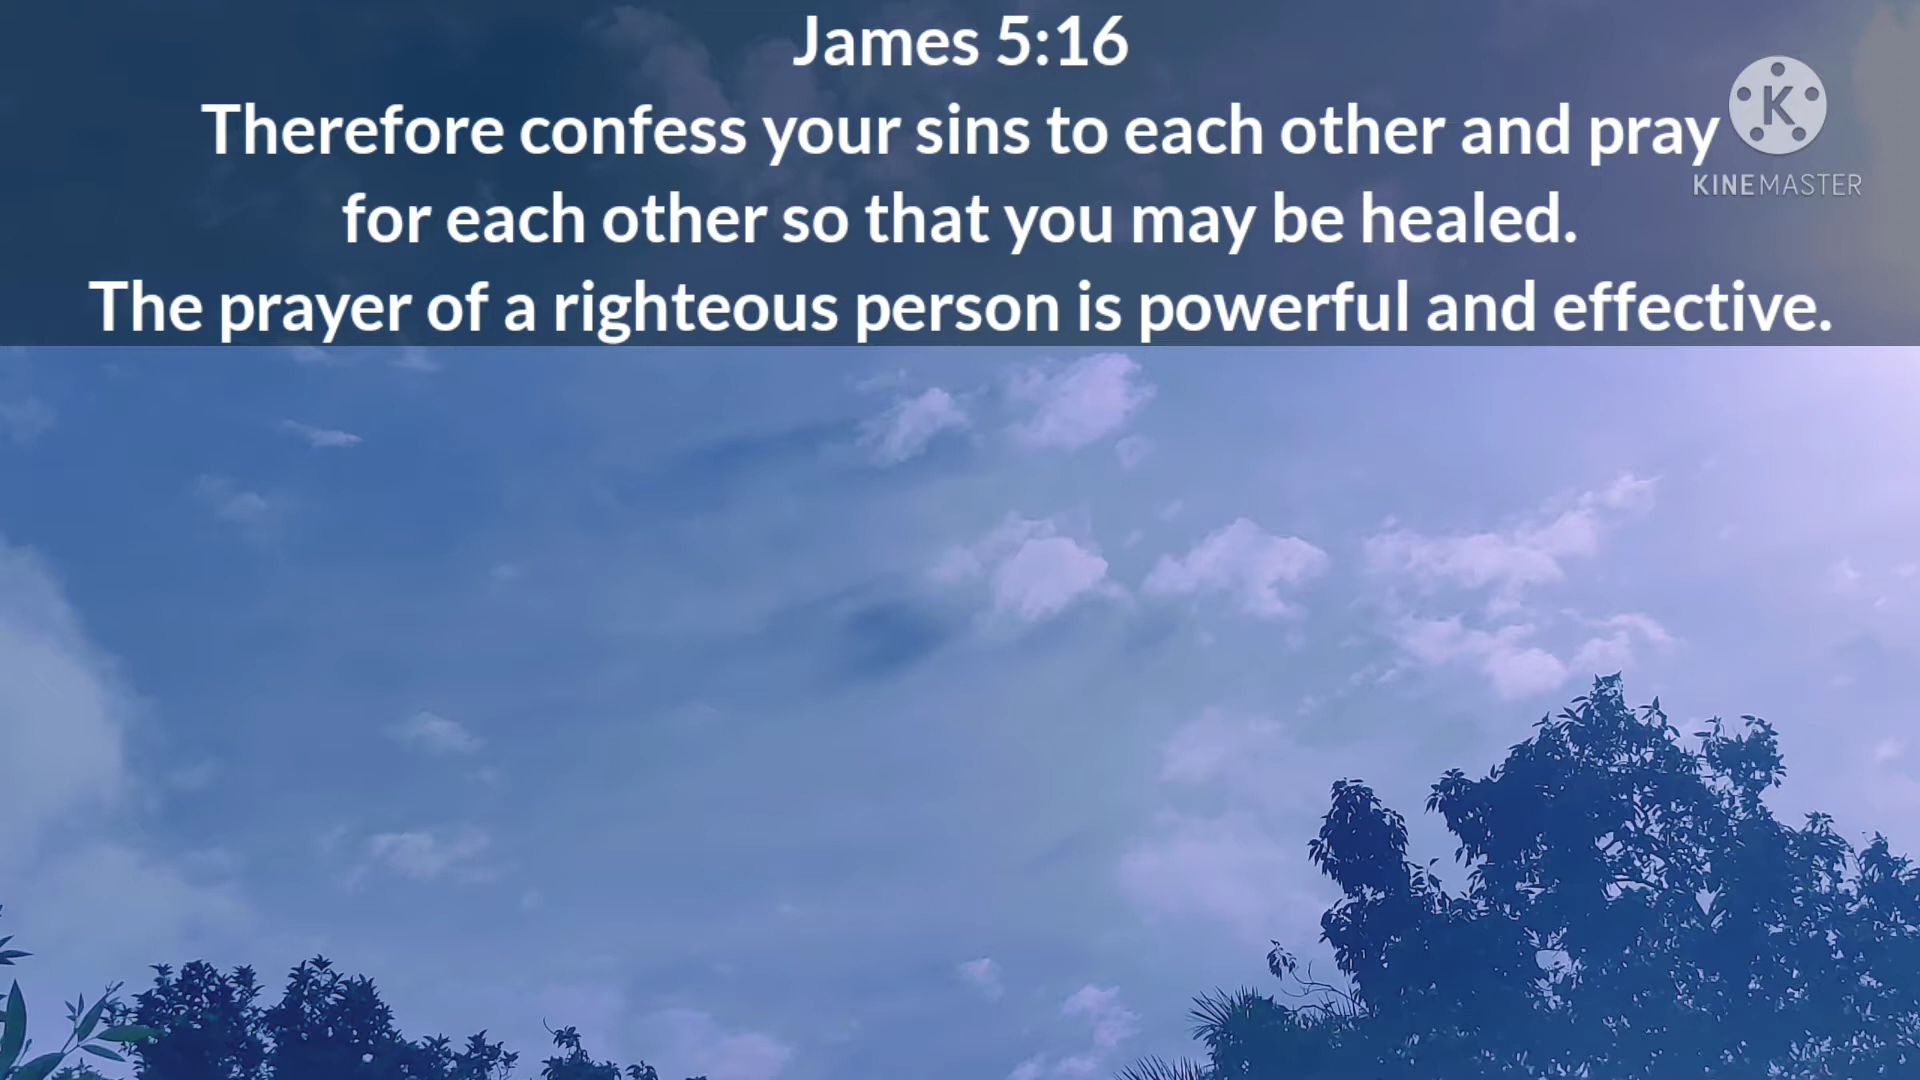 James 5:16
Therefore confess your sins to each other and pray
for each other so that you may be healed.
The prayer of a righteous person is powerful and effective.
K
KINEMASTER